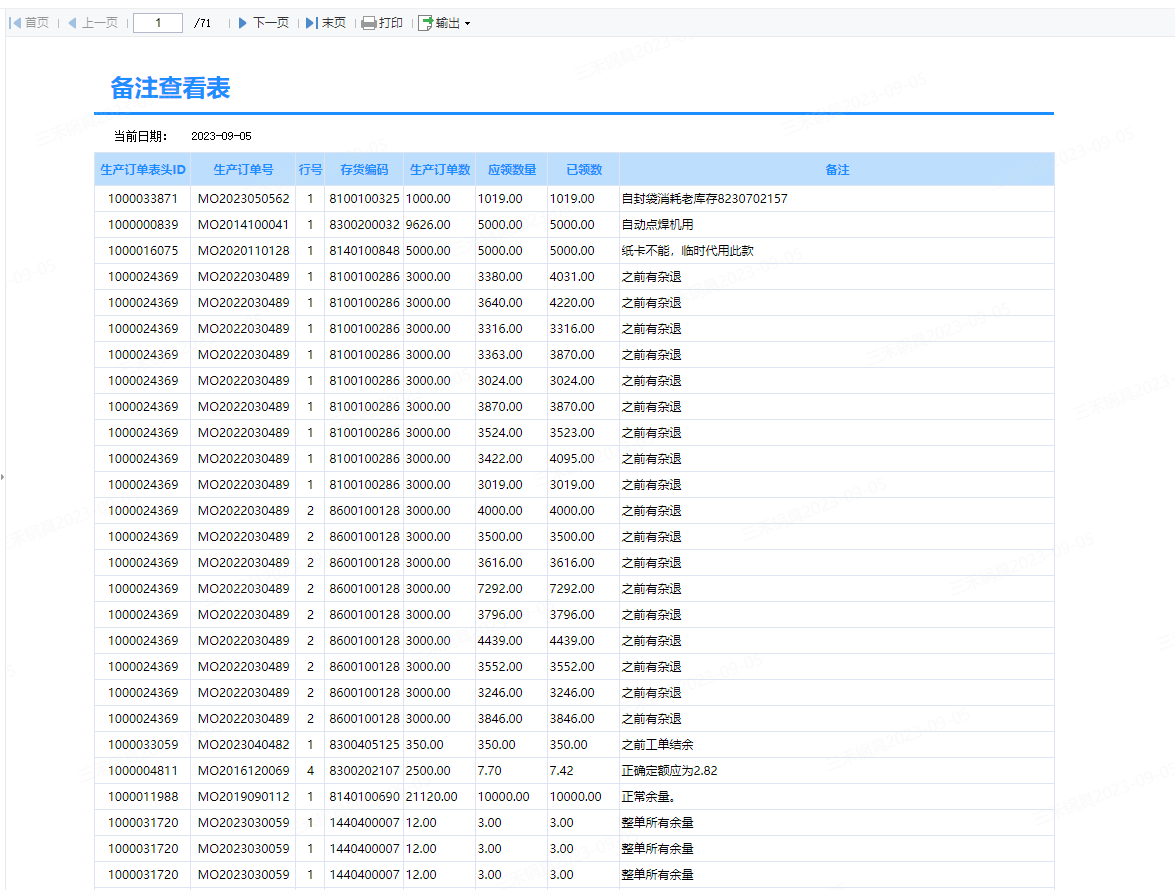 首页 上一页 1 /71 下一页 末页 打印 输出
备注查看表
当前日期： 2023-09-05
生产订单表头ID 生产订单号 行号 存货编码 生产订单数 应领数量 已领数 备注
1000033871 MO2023050562 1 8100100325 1000.00 1019.00 1019.00 自封袋消耗老库存8230702157
1000000839 MO2014100041 1 8300200032 9626.00 5000.00 5000.00 自动点焊机用
1000016075 MO2020110128 1 8140100848 5000.00 5000.00 5000.00 纸卡不能，临时代用此款
1000024369 MO2022030489 1 8100100286 3000.00 3380.00 4031.00 之前有杂退
1000024369 MO2022030489 1 8100100286 3000.00 3640.00 4220.00 之前有杂退
1000024369 MO2022030489 1 8100100286 3000.00 3316.00 3316.00 之前有杂退
1000024369 MO2022030489 1 8100100286 3000.00 3363.00 3870.00 之前有杂退
1000024369 MO2022030489 1 8100100286 3000.00 3024.00 3024.00 之前有杂退
1000024369 MO2022030489 1 8100100286 3000.00 3870.00 3870.00 之前有杂退
1000024369 MO2022030489 1 8100100286 3000.00 3524.00 3523.00 之前有杂退
1000024369 MO2022030489 1 8100100286 3000.00 3422.00 4095.00 之前有杂退
1000024369 MO2022030489 1 8100100286 3000.00 3019.00 3019.00 之前有杂退
1000024369 MO2022030489 2 8600100128 3000.00 4000.00 4000.00 之前有杂退
1000024369 MO2022030489 2 8600100128 3000.00 3500.00 3500.00 之前有杂退
1000024369 MO2022030489 2 8600100128 3000.00 3616.00 3616.00 之前有杂退
1000024369 MO2022030489 2 8600100128 3000.00 7292.00 7292.00 之前有杂退
1000024369 MO2022030489 2 8600100128 3000.00 3796.00 3796.00 之前有杂退
1000024369 MO2022030489 2 8600100128 3000.00 4439.00 4439.00 之前有杂退
1000024369 MO2022030489 2 8600100128 3000.00 3552.00 3552.00 之前有杂退
1000024369 MO2022030489 2 8600100128 3000.00 3246.00 3246.00 之前有杂退
1000024369 MO2022030489 2 8600100128 3000.00 3846.00 3846.00 之前有杂退
1000033059 MO2023040482 1 8300405125 350.00 350.00 350.00 之前工单结余
1000004811 MO2016120069 4 8300202107 2500.00 7.70 7.42 正确定额应为2.82
1000011988 MO2019090112 1 8140100690 21120.00 10000.00 10000.00 正常余量。
1000031720 MO2023030059 1 1440400007 12.00 3.00 3.00 整单所有余量
1000031720 MO2023030059 1 1440400007 12.00 3.00 3.00 整单所有余量
1000031720 MO2023030059 1 1440400007 12.00 3.00 3.00 整单所有余量